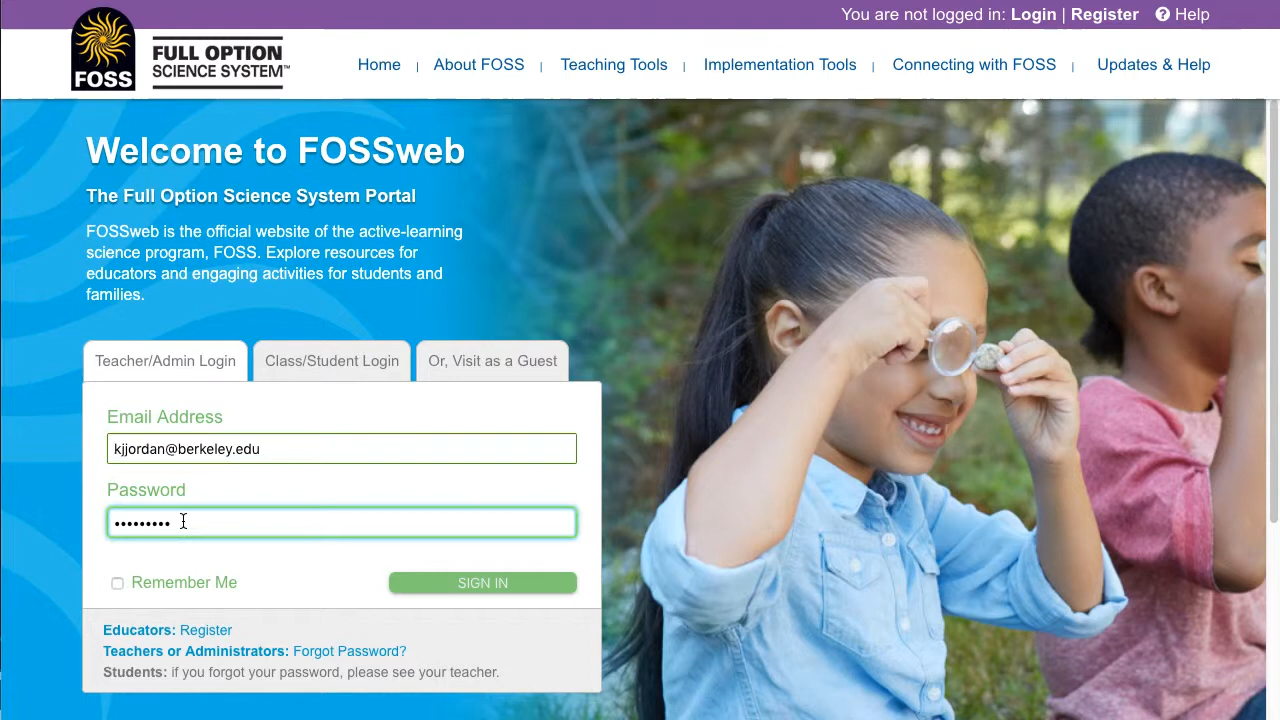 You are not logged in: Login | Register Help
FOSS
FULL OPTION
SCIENCE SYSTEM™
Home | About FOSS | Teaching Tools | Implementation Tools | Connecting with FOSS | Updates & Help
Welcome to FOSSweb
The Full Option Science System Portal
FOSSweb is the official website of the active-learning
science program, FOSS. Explore resources for
educators and engaging activities for students and
families.
Teacher/Admin Login Class/Student Login Or, Visit as a Guest
Email Address
kjjordan@berkeley.edu
Password
•••••••••
Remember Me SIGN IN
Educators: Register
Teachers or Administrators: Forgot Password?
Students: if you forgot your password, please see your teacher.